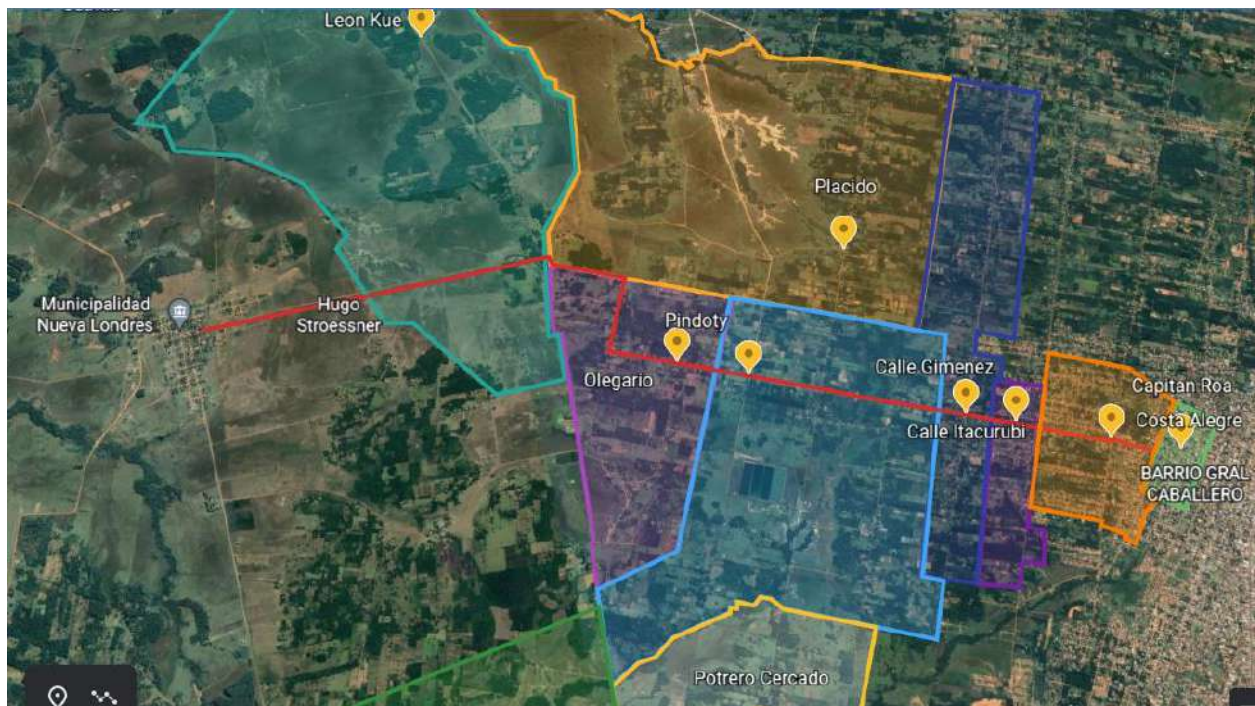 Leon Kue
Placido
Municipalidad
Nueva Londres
Hugo
Stroessner
Pindoty
Olegario
Calle Gimenez
Calle Itacurubi
Capitan Roa
Costa Alegre
BARRIO GRAL
CABALLERO
Potrero Cercado